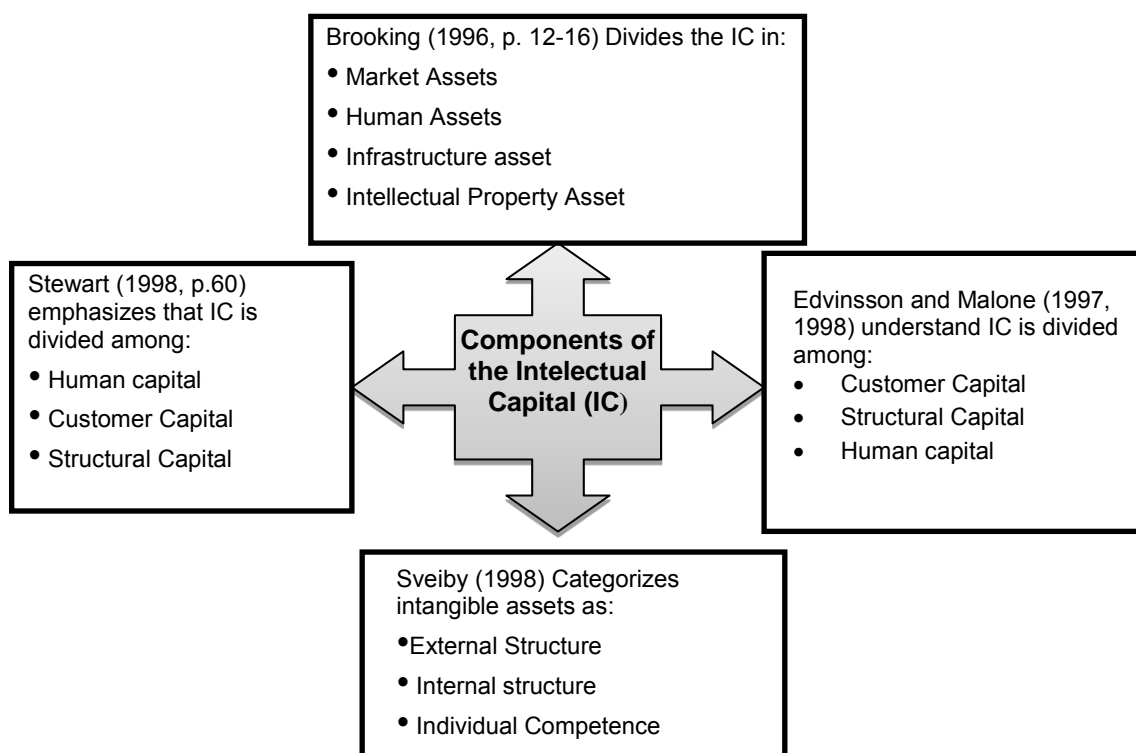 Brooking (1996, p. 12-16) Divides the IC in:
• Market Assets
• Human Assets
• Infrastructure asset
• Intellectual Property Asset
Stewart (1998, p.60)
emphasizes that IC is
divided among:
• Human capital
• Customer Capital
• Structural Capital
Components of
the Intelectual
Capital (IC)
Edvinsson and Malone (1997,
1998) understand IC is divided
among:
• Customer Capital
• Structural Capital
• Human capital
Sveiby (1998) Categorizes
intangible assets as:
•External Structure
• Internal structure
• Individual Competence